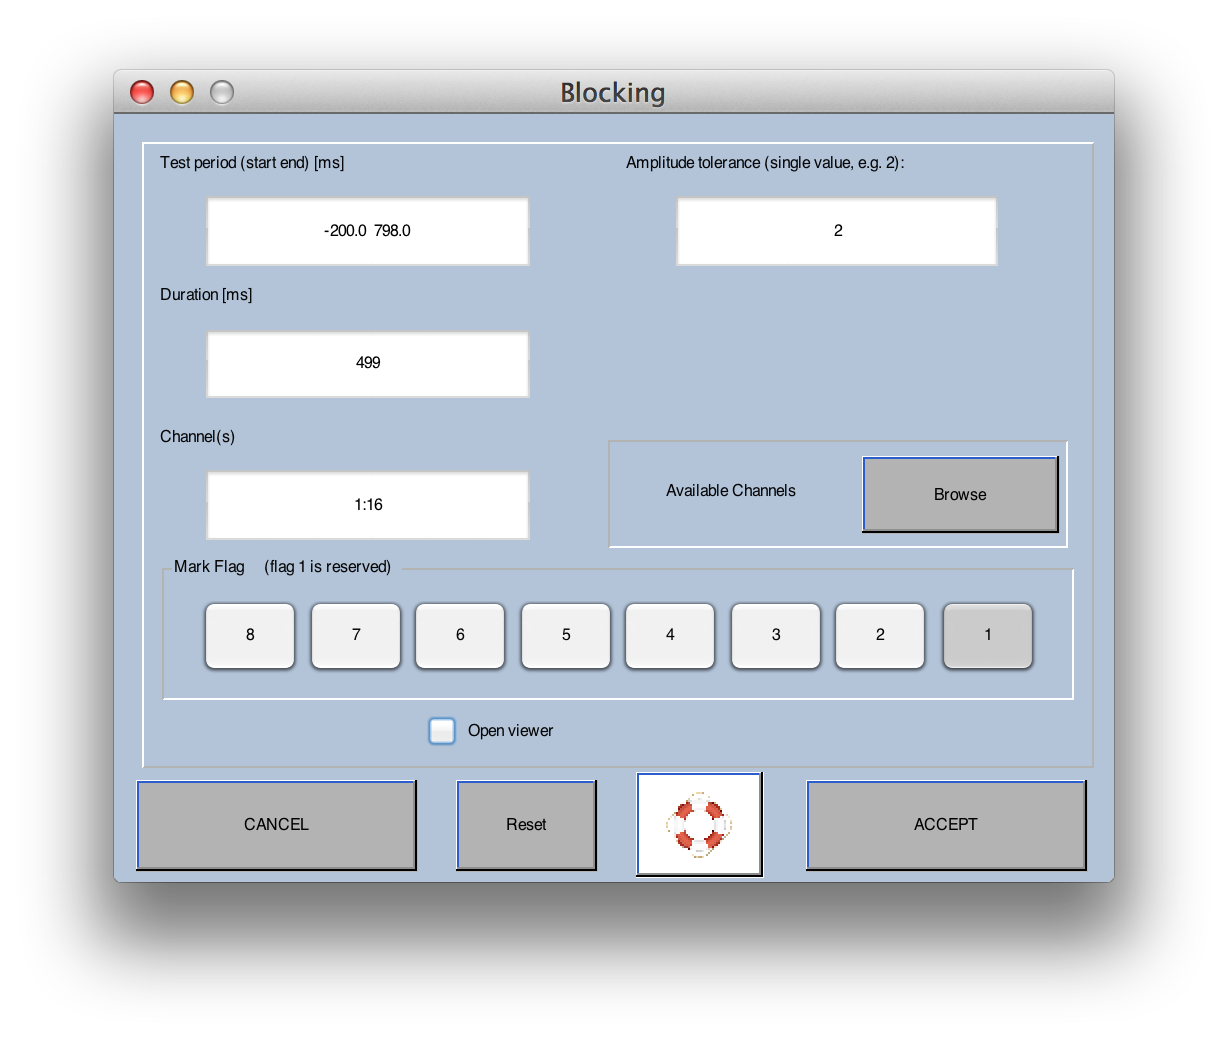 Blocking
Test period (start end) [ms]
Amplitude tolerance (single value, e.g. 2):
-200.0  798.0
2
Duration [ms]
499
Channel(s)
1:16
Available Channels
Browse
Mark Flag    (flag 1 is reserved)
8 7 6 5 4 3 2 1
Open viewer
CANCEL
Reset
ACCEPT